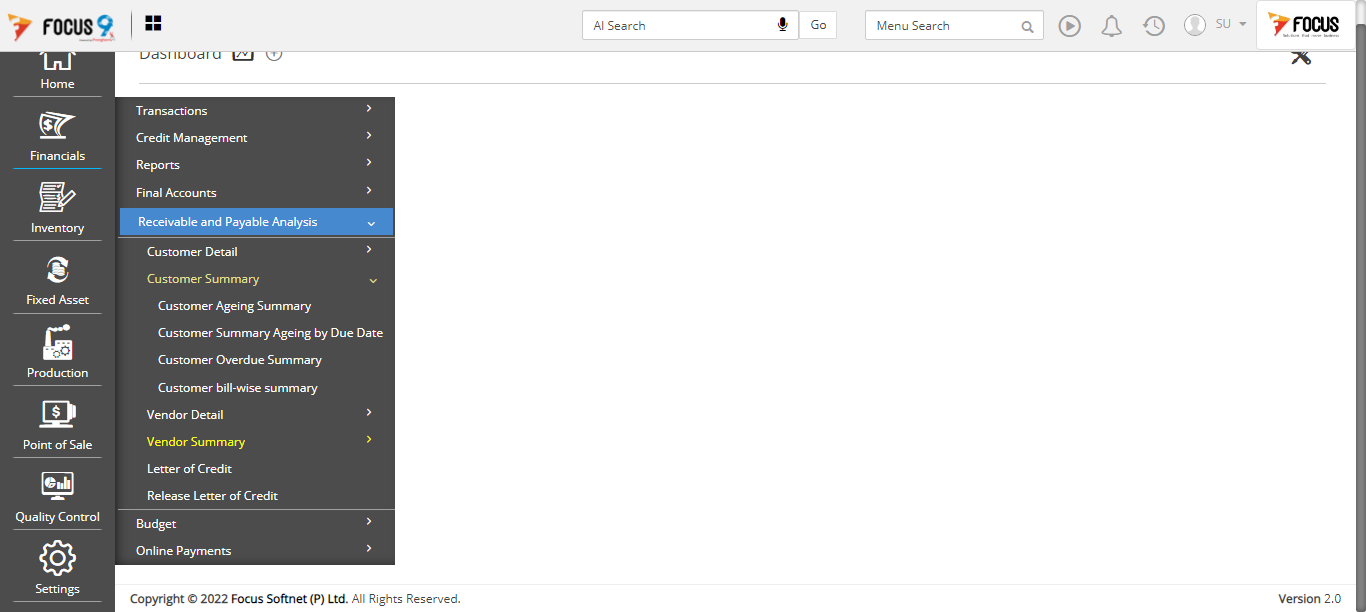 FOCUS 9
AI Search
Go
Menu Search
SU
FOCUS
Dashboard
Home
Financials
Inventory
Fixed Asset
Production
Point of Sale
Quality Control
Settings
Transactions
Credit Management
Reports
Final Accounts
Receivable and Payable Analysis
Customer Detail
Customer Summary
Customer Ageing Summary
Customer Summary Ageing by Due Date
Customer Overdue Summary
Customer bill-wise summary
Vendor Detail
Vendor Summary
Letter of Credit
Release Letter of Credit
Budget
Online Payments
Copyright © 2022 Focus Softnet (P) Ltd. All Rights Reserved.
Version 2.0